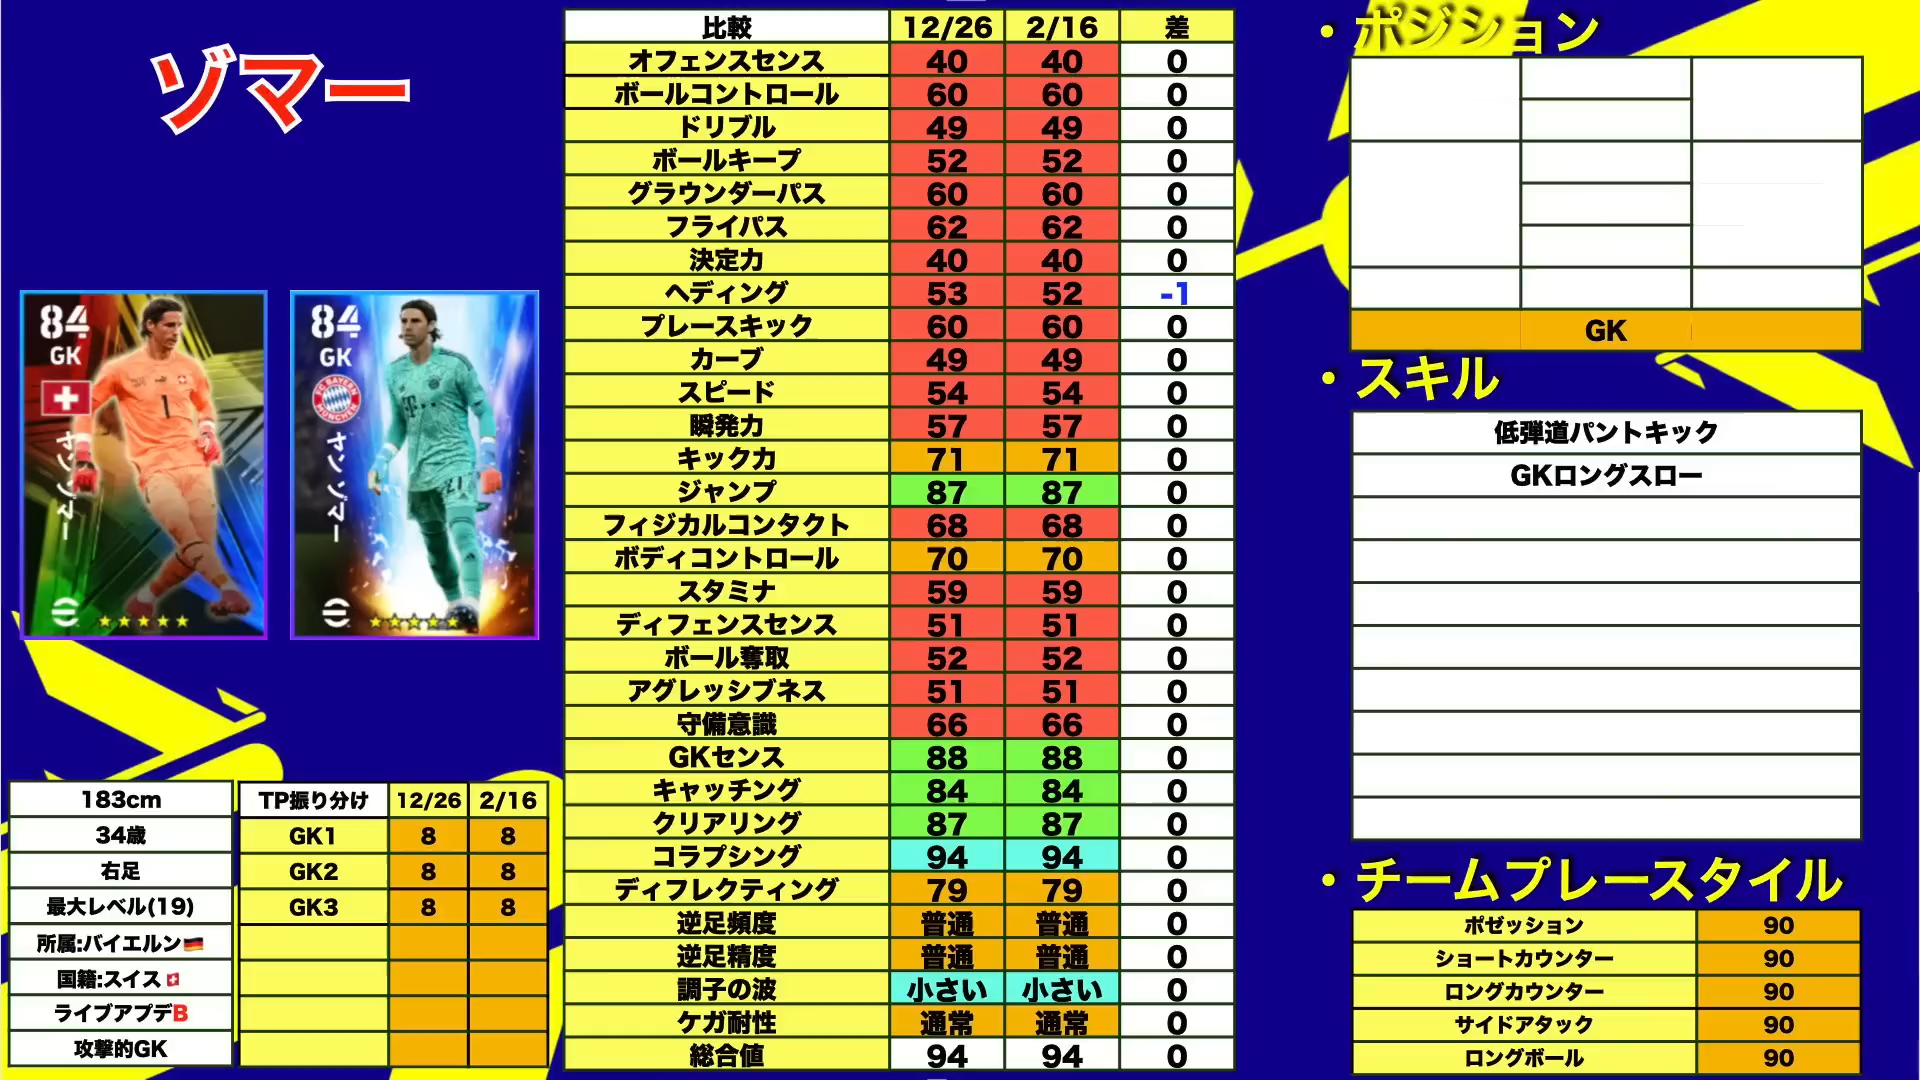 ゾマー
84
GK
ヤン ゾマー
84
GK
ヤン ゾマー
183cm
34歳
右足
最大レベル(19)
所属:バイエルン🇩🇪
国籍:スイス🇨🇭
ライブアプデB
攻撃的GK
TP振り分け 12/26 2/16
GK1 8 8
GK2 8 8
GK3 8 8
比較 12/26 2/16 差
オフェンスセンス 40 40 0
ボールコントロール 60 60 0
ドリブル 49 49 0
ボールキープ 52 52 0
グラウンダーパス 60 60 0
フライパス 62 62 0
決定力 40 40 0
ヘディング 53 52 -1
プレースキック 60 60 0
カーブ 49 49 0
スピード 54 54 0
瞬発力 57 57 0
キック力 71 71 0
ジャンプ 87 87 0
フィジカルコンタクト 68 68 0
ボディコントロール 70 70 0
スタミナ 59 59 0
ディフェンスセンス 51 51 0
ボール奪取 52 52 0
アグレッシブネス 51 51 0
守備意識 66 66 0
GKセンス 88 88 0
キャッチング 84 84 0
クリアリング 87 87 0
コラプシング 94 94 0
ディフレクティング 79 79 0
逆足頻度 普通 普通 0
逆足精度 普通 普通 0
調子の波 小さい 小さい 0
ケガ耐性 通常 通常 0
総合値 94 94 0
・ポジション
GK
・スキル
低弾道パントキック
GKロングスロー
・チームプレースタイル
ポゼッション 90
ショートカウンター 90
ロングカウンター 90
サイドアタック 90
ロングボール 90